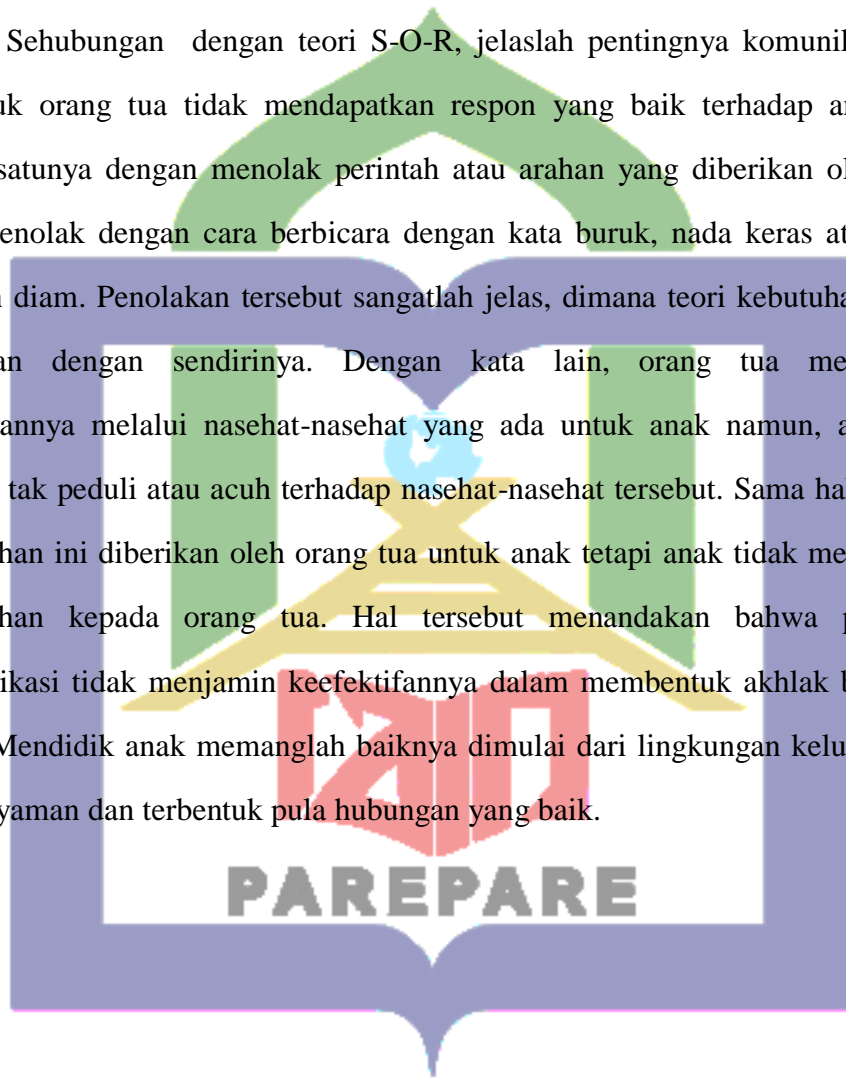 Sehubungan dengan teori S-O-R, jelaslah pentingnya komunik
uk orang tua tidak mendapatkan respon yang baik terhadap a
satunya dengan menolak perintah atau arahan yang diberikan ol
enolak dengan cara berbicara dengan kata buruk, nada keras at
n diam. Penolakan tersebut sangatlah jelas, dimana teori kebutuha
an dengan sendirinya. Dengan kata lain, orang tua me
annya melalui nasehat-nasehat yang ada untuk anak namun, a
tak peduli atau acuh terhadap nasehat-nasehat tersebut. Sama hal
han ini diberikan oleh orang tua untuk anak tetapi anak tidak me
han kepada orang tua. Hal tersebut menandakan bahwa p
ikasi tidak menjamin keefektifannya dalam membentuk akhlak b
Mendidik anak memanglah baiknya dimulai dari lingkungan kelu
yaman dan terbentuk pula hubungan yang baik.
PAREPARE